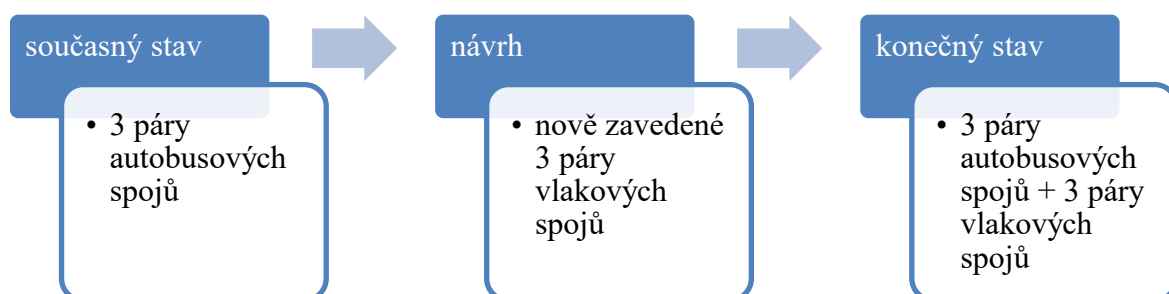 současný stav
• 3 páry
autobusových
spojů
návrh
• nově zavedené
3 páry
vlakových
spojů
konečný stav
• 3 páry
autobusových
spojů + 3 páry
vlakových
spojů